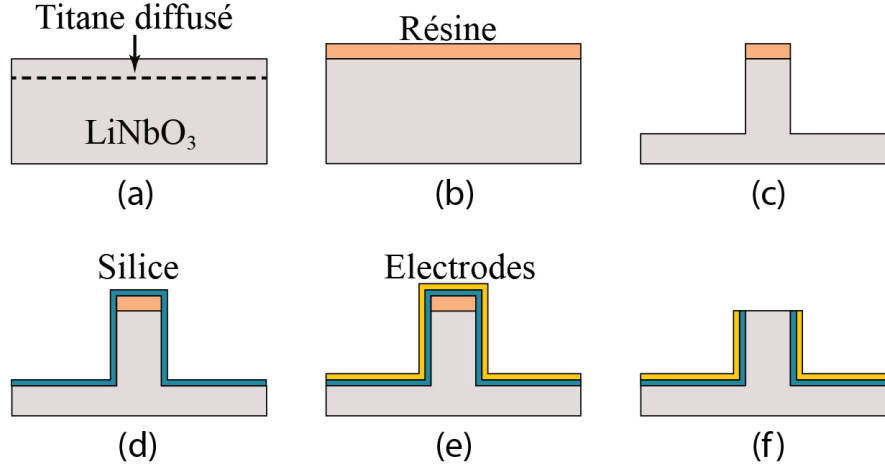 Titane diffusé
LiNbO₃
(a)
Résine
(b)
(c)
Silice
(d)
Electrodes
(e)
(f)